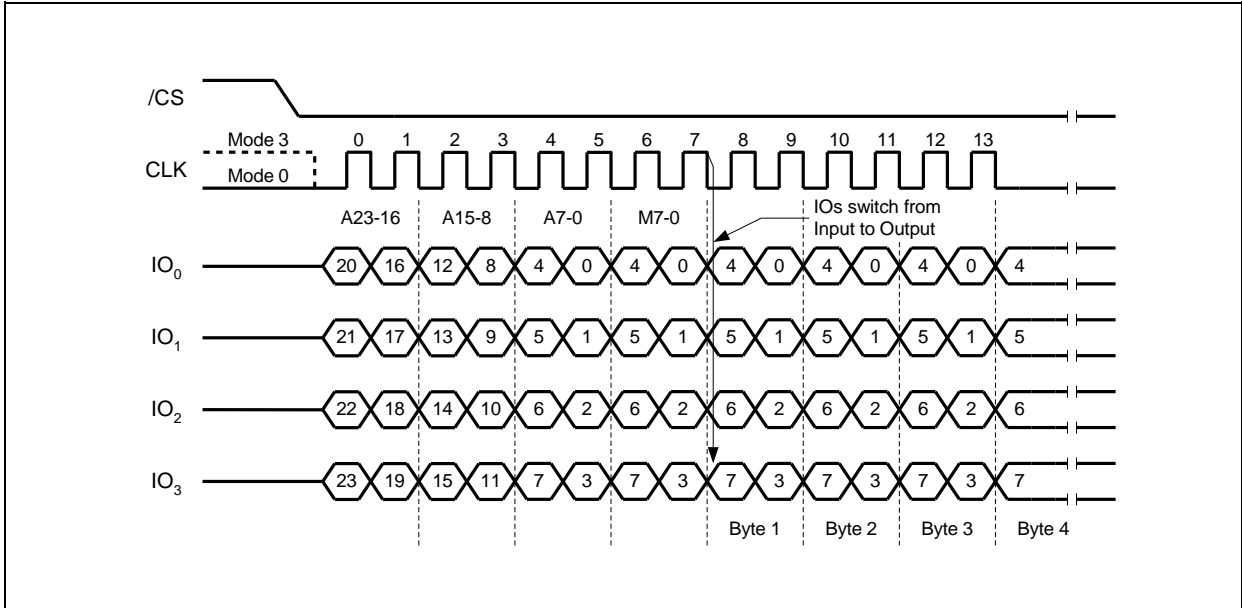 /CS
Mode 3 0 1 2 3 4 5 6 7 8 9 10 11 12 13
CLK
Mode 0
IOs switch from
A23-16 A15-8 A7-0 M7-0
Input to Output
IO0 20 16 12 8 4 0 4 0 4 0 4 0 4 0 4
IO1 21 17 13 9 5 1 5 1 5 1 5 1 5 1 5
IO2 22 18 14 10 6 2 6 2 6 2 6 2 6 2 6
IO3 23 19 15 11 7 3 7 3 7 3 7 3 7 3 7
Byte 1 Byte 2 Byte 3 Byte 4